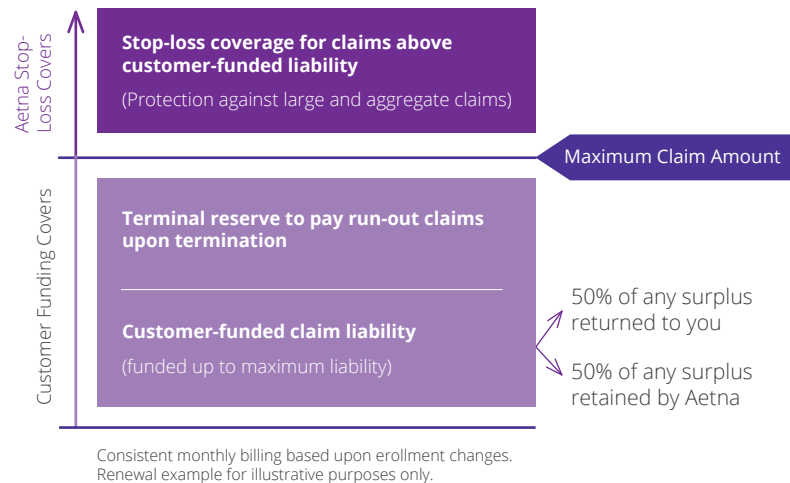 Aetna Stop-
Loss Covers
Stop-loss coverage for claims above
customer-funded liability
(Protection against large and aggregate claims)
Maximum Claim Amount
Customer Funding Covers
Terminal reserve to pay run-out claims
upon termination
Customer-funded claim liability
(funded up to maximum liability)
50% of any surplus
returned to you
50% of any surplus
retained by Aetna
Consistent monthly billing based upon erollment changes.
Renewal example for illustrative purposes only.